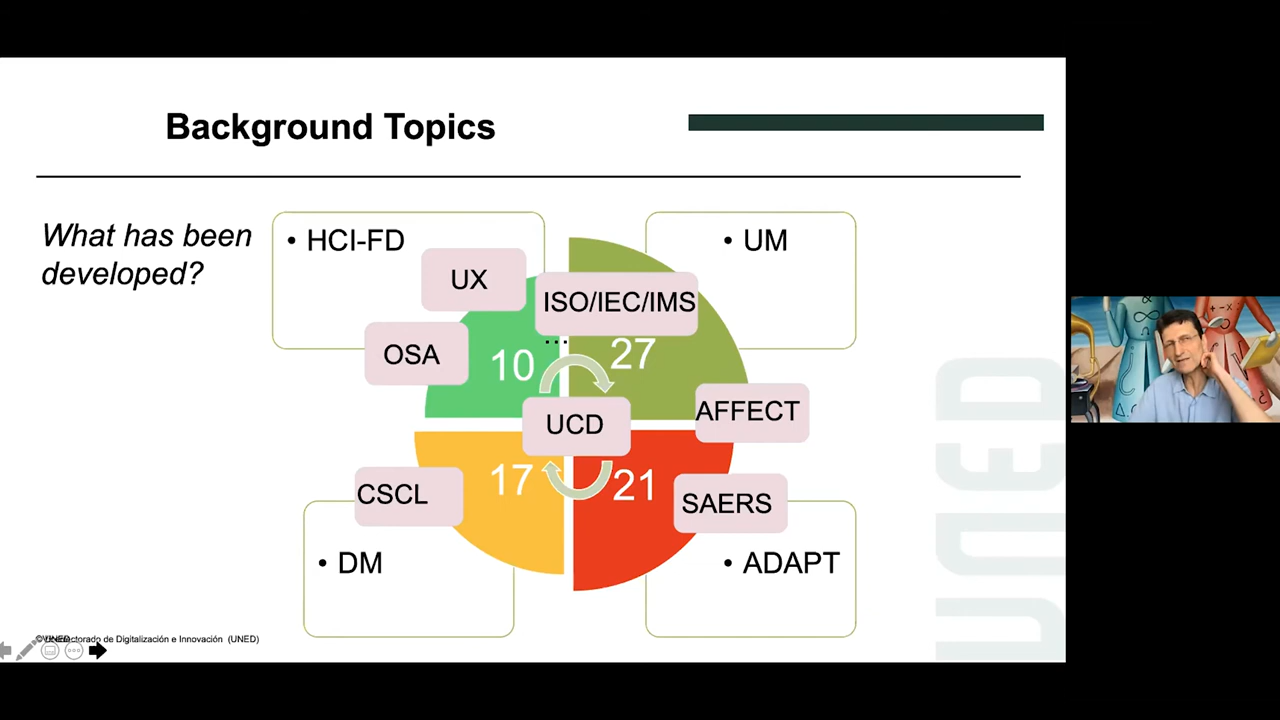 Background Topics
What has been
developed?
• HCI-FD
• UM
UX
ISO/IEC/IMS
OSA
...
10
27
UCD
AFFECT
17
21
CSCL
SAERS
• DM
• ADAPT
UNED
de Digitalización e Innovación (UNED)